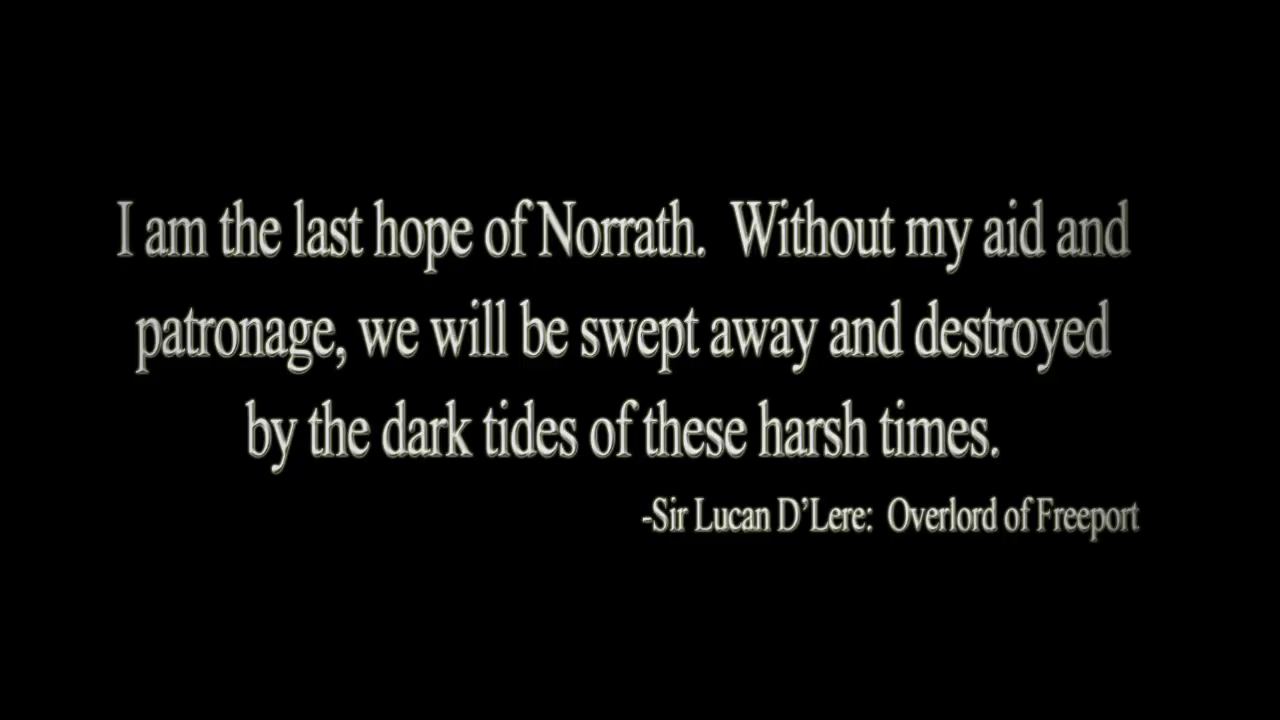 I am the last hope of Norrath.  Without my aid and
patronage, we will be swept away and destroyed
by the dark tides of these harsh times.
-Sir Lucan D’Lere:  Overlord of Freeport